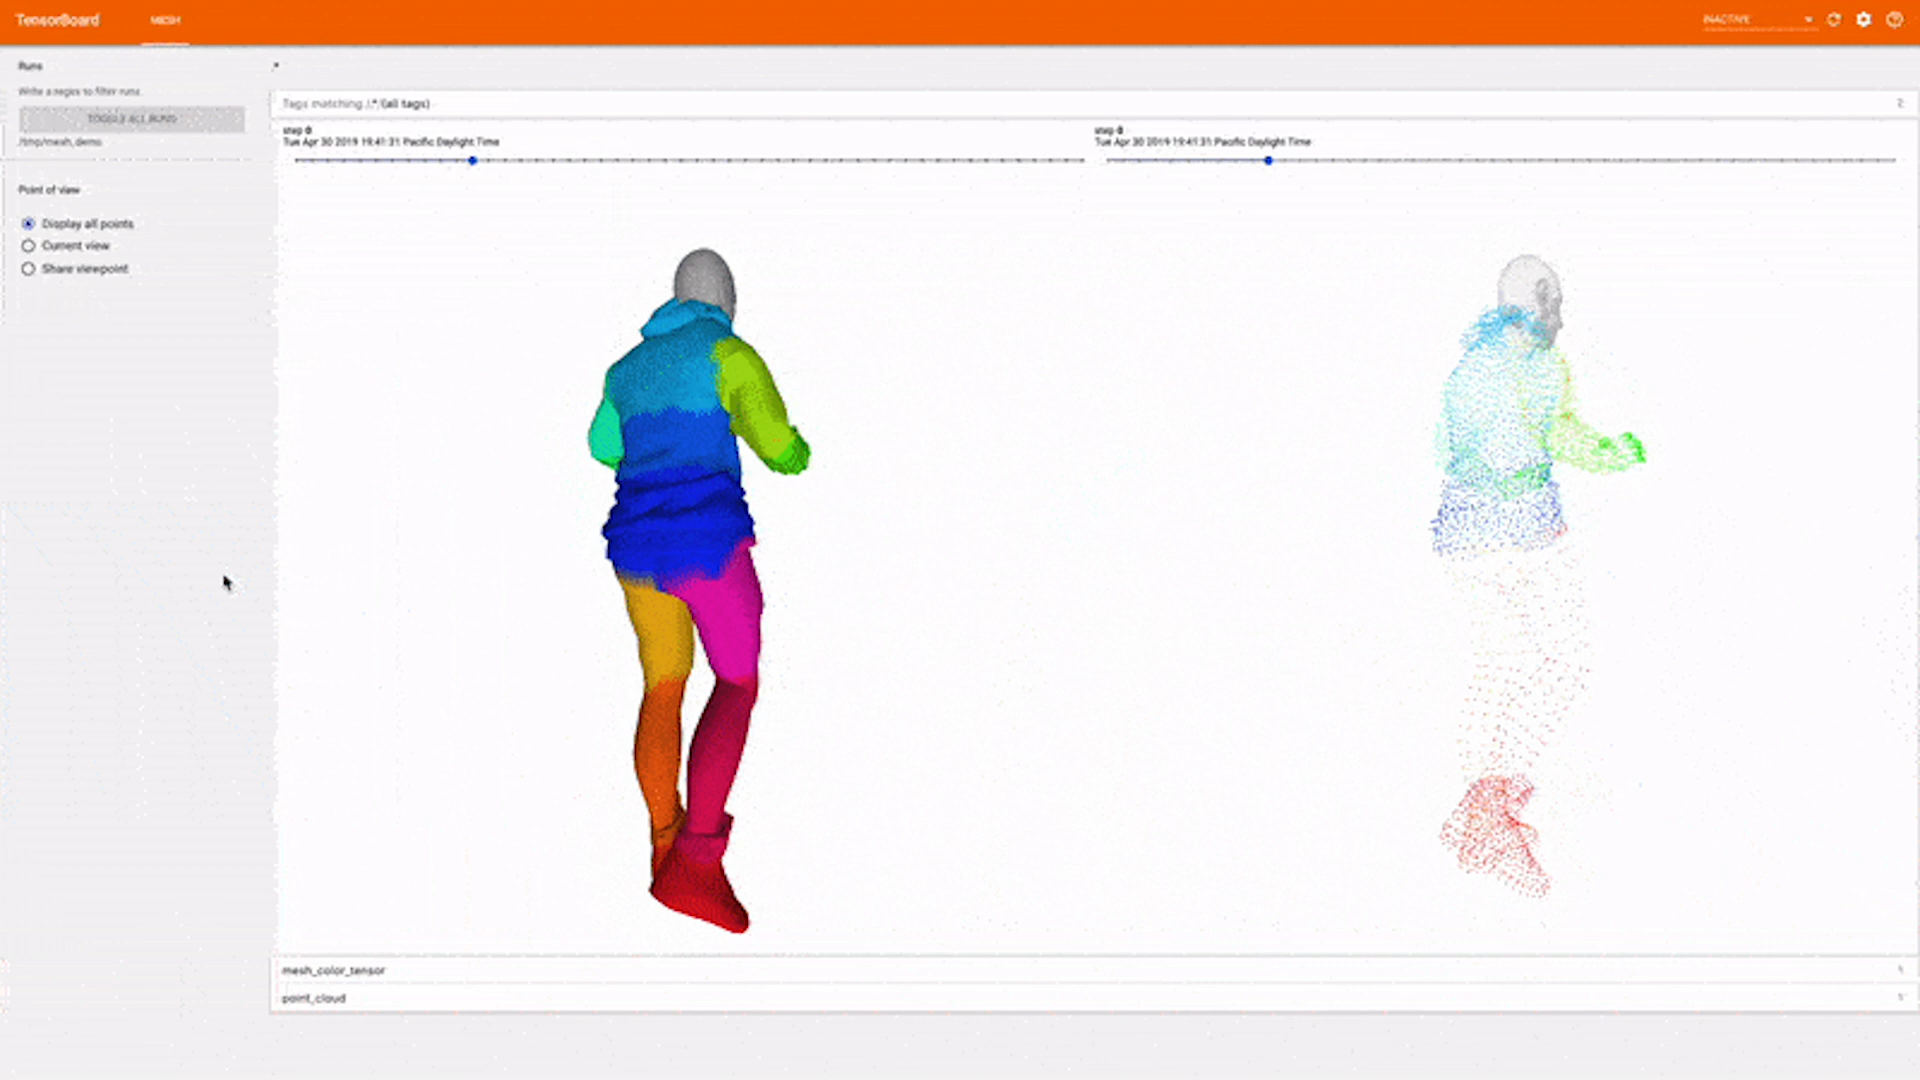 TensorBoard
MESH
INACTIVE
Runs
Write a regex to filter runs
TOGGLE ALL RUNS
/tmp/mesh_demo
Point of view
Display all points
Current view
Share viewpoint
Tags matching /.*/(all tags)
2
step 0
Tue Apr 30 2019 19:41:31 Pacific Daylight Time
step 0
Tue Apr 30 2019 19:41:31 Pacific Daylight Time
mesh_color_tensor
1
point_cloud
1